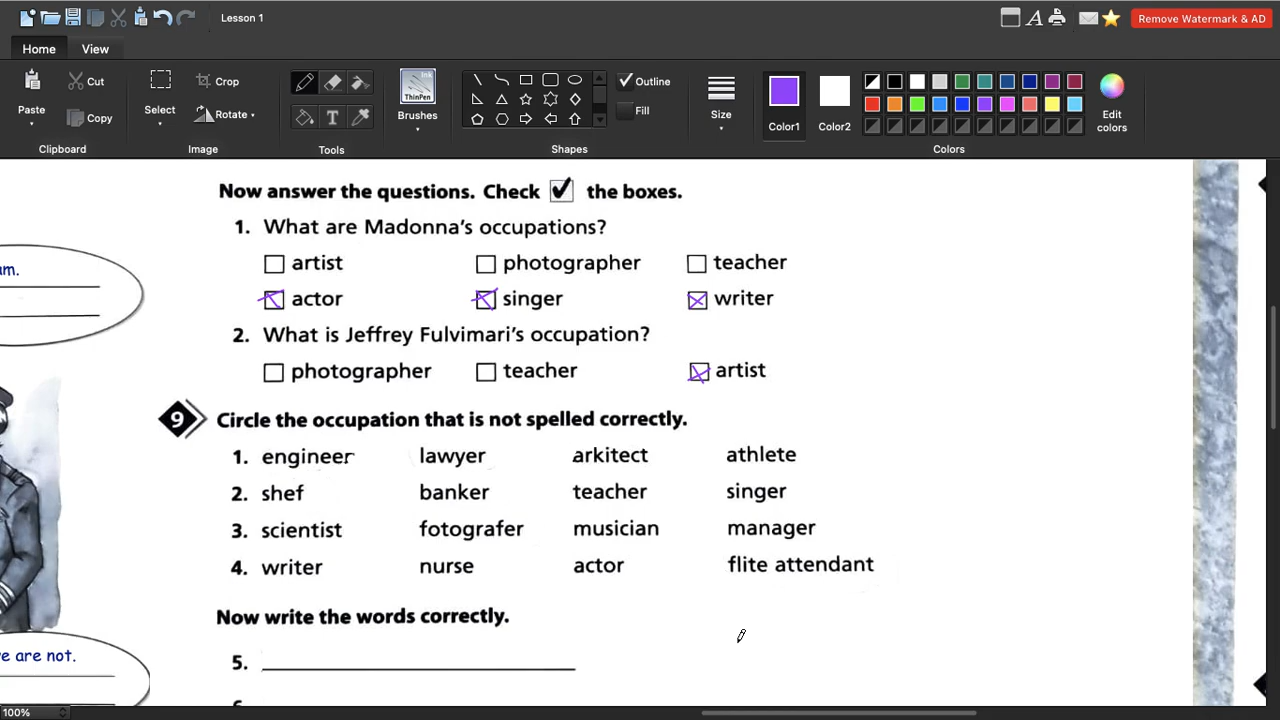 Lesson 1
Remove Watermark & AD
Home View
Paste
Cut
Copy
Clipboard
Select
Crop
Rotate
Image
Tools
Ink
ThinPen
Brushes
Outline
Fill
Shapes
Size
Color1
Color2
Edit colors
Colors
Now answer the questions. Check ✔ the boxes.
1. What are Madonna's occupations?
artist photographer teacher
actor singer writer
2. What is Jeffrey Fulvimari's occupation?
photographer teacher artist
9 Circle the occupation that is not spelled correctly.
1. engineer lawyer arkitect athlete
2. shef banker teacher singer
3. scientist fotografer musician manager
4. writer nurse actor flite attendant
Now write the words correctly.
5.
are not.
100%